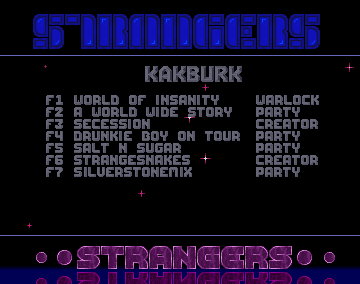 STRANGERS
KAKBURK
F1 WORLD OF INSANITY WARLOCK
F2 A WORLD WIDE STORY PARTY
F3 SECESSION CREATOR
F4 DRUNKIE BOY ON TOUR PARTY
F5 SALT N SUGAR PARTY
F6 STRANGESNAKES CREATOR
F7 SILVERSTONEMIX PARTY
STRANGERS